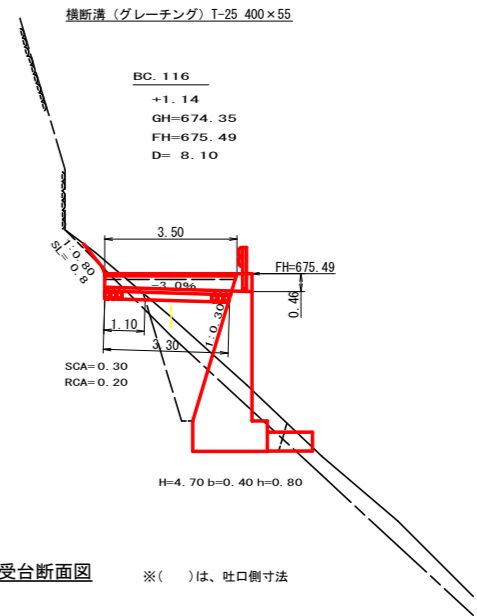 横断溝（グレーチング）T-25 400×55
BC. 116
+1. 14
GH=674. 35
FH=675. 49
D= 8. 10
3.50
1:0.80
SL= 0.8
FH=675.49
-3.0%
0.46
1.10
1:0.30
3.30
SCA=0. 30
RCA=0. 20
H=4. 70 b=0. 40 h=0. 80
受台断面図
※(　　)は、吐口側寸法